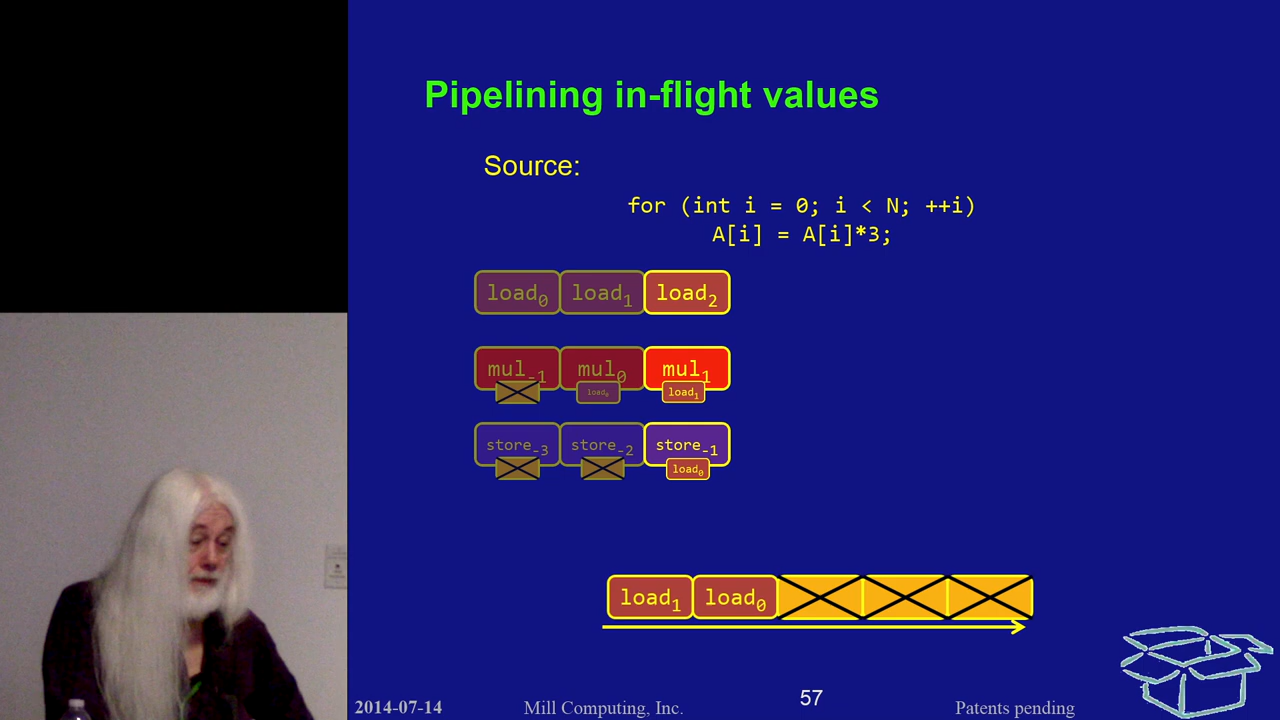 Pipelining in-flight values
Source:
for (int i = 0; i < N; ++i)
A[i] = A[i]*3;
load0 load1 load2
mul-1 mul0 mul1
load0 load1
store-3 store-2 store-1
load0
load1 load0
2014-07-14 Mill Computing, Inc. 57 Patents pending